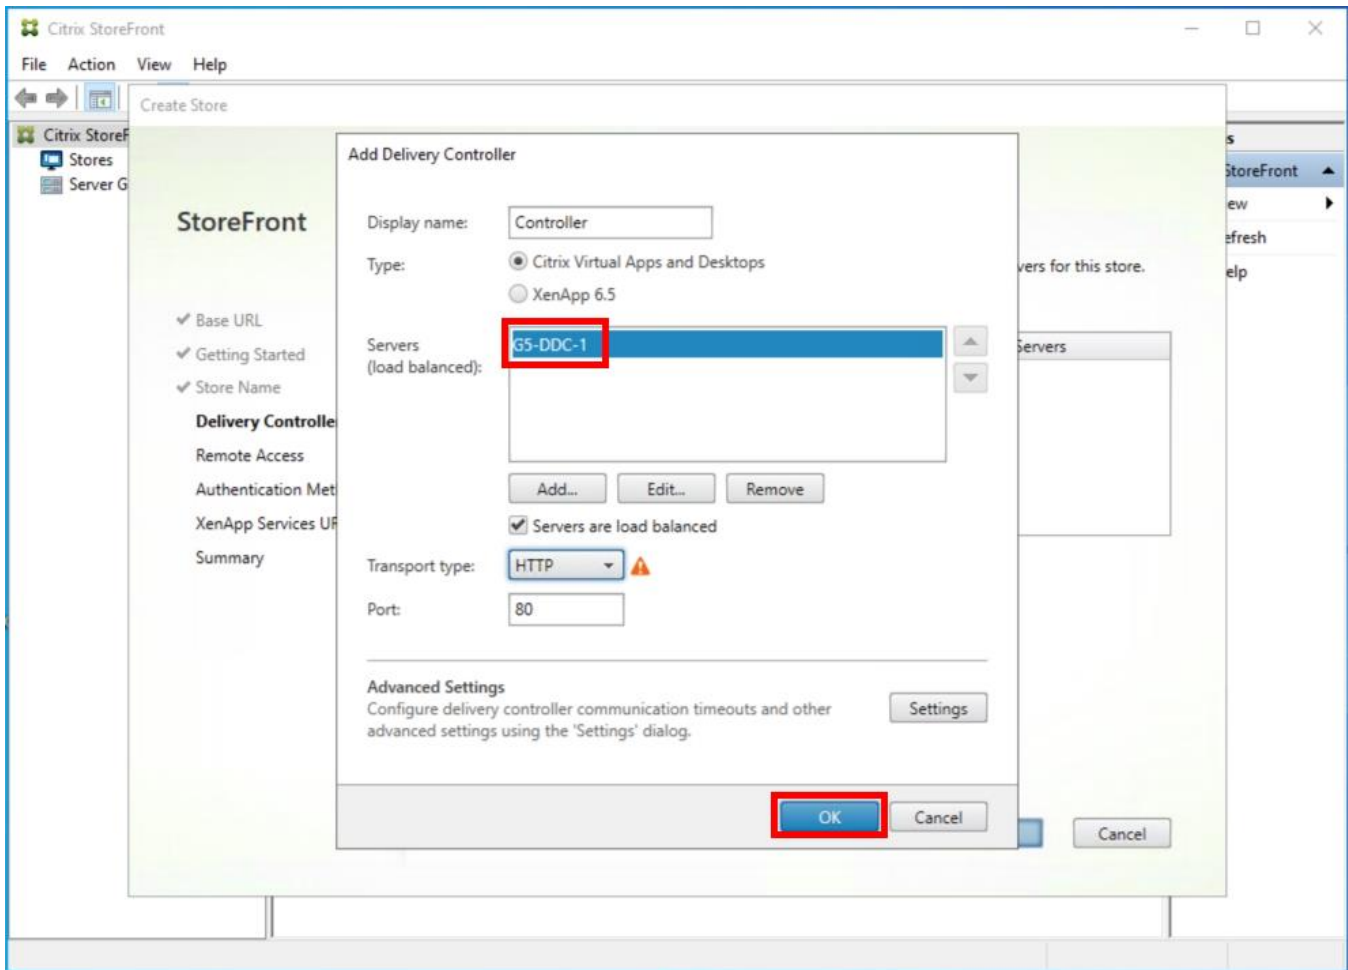 Citrix StoreFront
File Action View Help
Create Store
Citrix StoreF
Stores
Server G
s
StoreFront
ew
efresh
elp
StoreFront
Base URL
Getting Started
Store Name
Delivery Controlle
Remote Access
Authentication Met
XenApp Services UR
Summary
vers for this store.
Servers
Add Delivery Controller
Display name: Controller
Type: Citrix Virtual Apps and Desktops
XenApp 6.5
Servers
(load balanced):
G5-DDC-1
Add... Edit... Remove
Servers are load balanced
Transport type: HTTP
Port: 80
Advanced Settings
Configure delivery controller communication timeouts and other
advanced settings using the 'Settings' dialog.
Settings
OK Cancel
Cancel